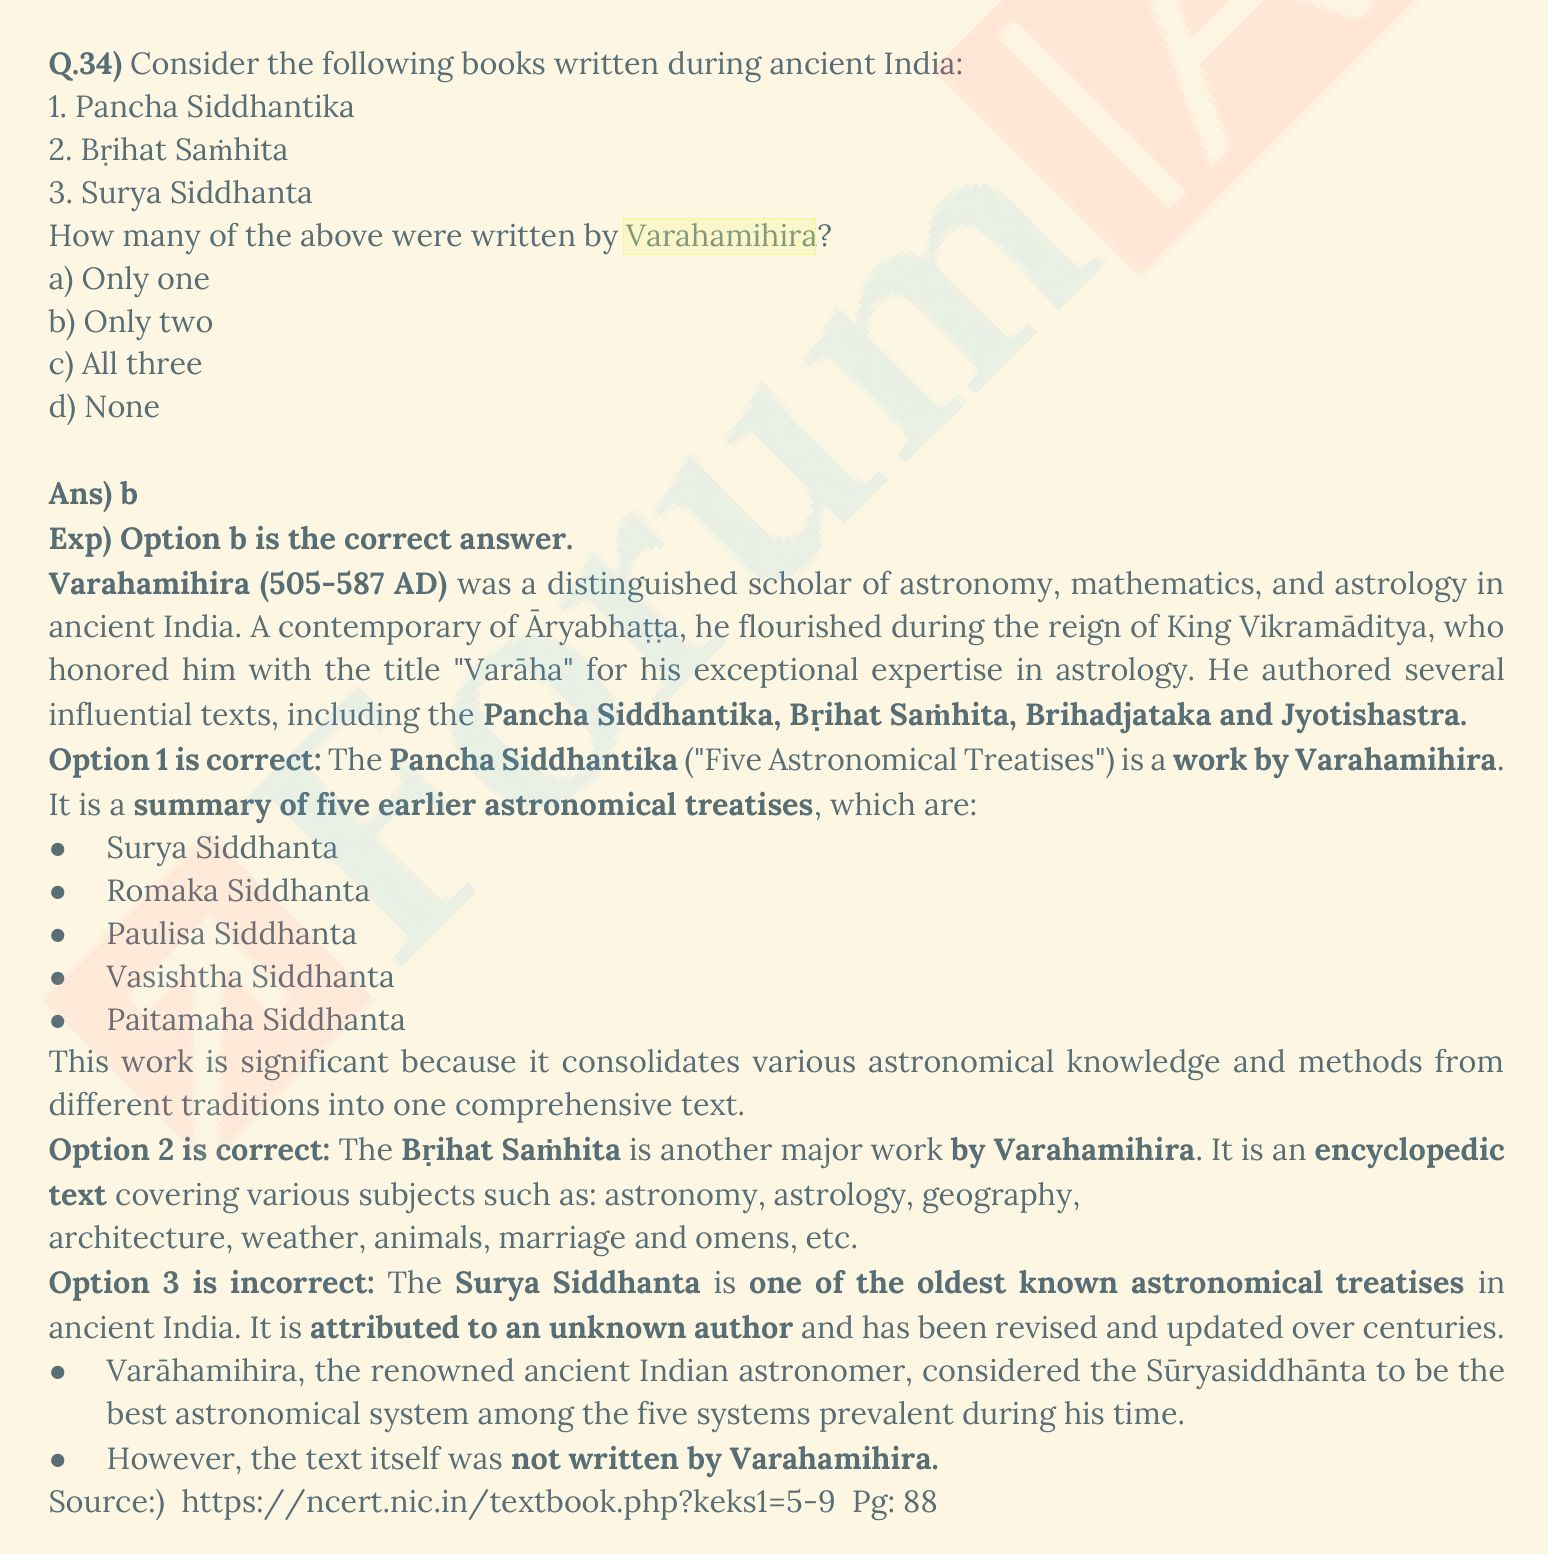 Q.34) Consider the following books written during ancient India:
1. Pancha Siddhantika
2. Bṛihat Saṁhita
3. Surya Siddhanta
How many of the above were written by Varahamihira?
a) Only one
b) Only two
c) All three
d) None
Ans) b
Exp) Option b is the correct answer.
Varahamihira (505-587 AD) was a distinguished scholar of astronomy, mathematics, and astrology in
ancient India. A contemporary of Āryabhaṭṭa, he flourished during the reign of King Vikramāditya, who
honored him with the title "Varāha" for his exceptional expertise in astrology. He authored several
influential texts, including the Pancha Siddhantika, Bṛihat Saṁhita, Brihadjataka and Jyotishastra.
Option 1 is correct: The Pancha Siddhantika ("Five Astronomical Treatises") is a work by Varahamihira.
It is a summary of five earlier astronomical treatises, which are:
● Surya Siddhanta
● Romaka Siddhanta
● Paulisa Siddhanta
● Vasishtha Siddhanta
● Paitamaha Siddhanta
This work is significant because it consolidates various astronomical knowledge and methods from
different traditions into one comprehensive text.
Option 2 is correct: The Bṛihat Saṁhita is another major work by Varahamihira. It is an encyclopedic
text covering various subjects such as: astronomy, astrology, geography,
architecture, weather, animals, marriage and omens, etc.
Option 3 is incorrect: The Surya Siddhanta is one of the oldest known astronomical treatises in
ancient India. It is attributed to an unknown author and has been revised and updated over centuries.
● Varāhamihira, the renowned ancient Indian astronomer, considered the Sūryasiddhānta to be the
best astronomical system among the five systems prevalent during his time.
● However, the text itself was not written by Varahamihira.
Source:) https://ncert.nic.in/textbook.php?keks1=5-9 Pg: 88
Forum